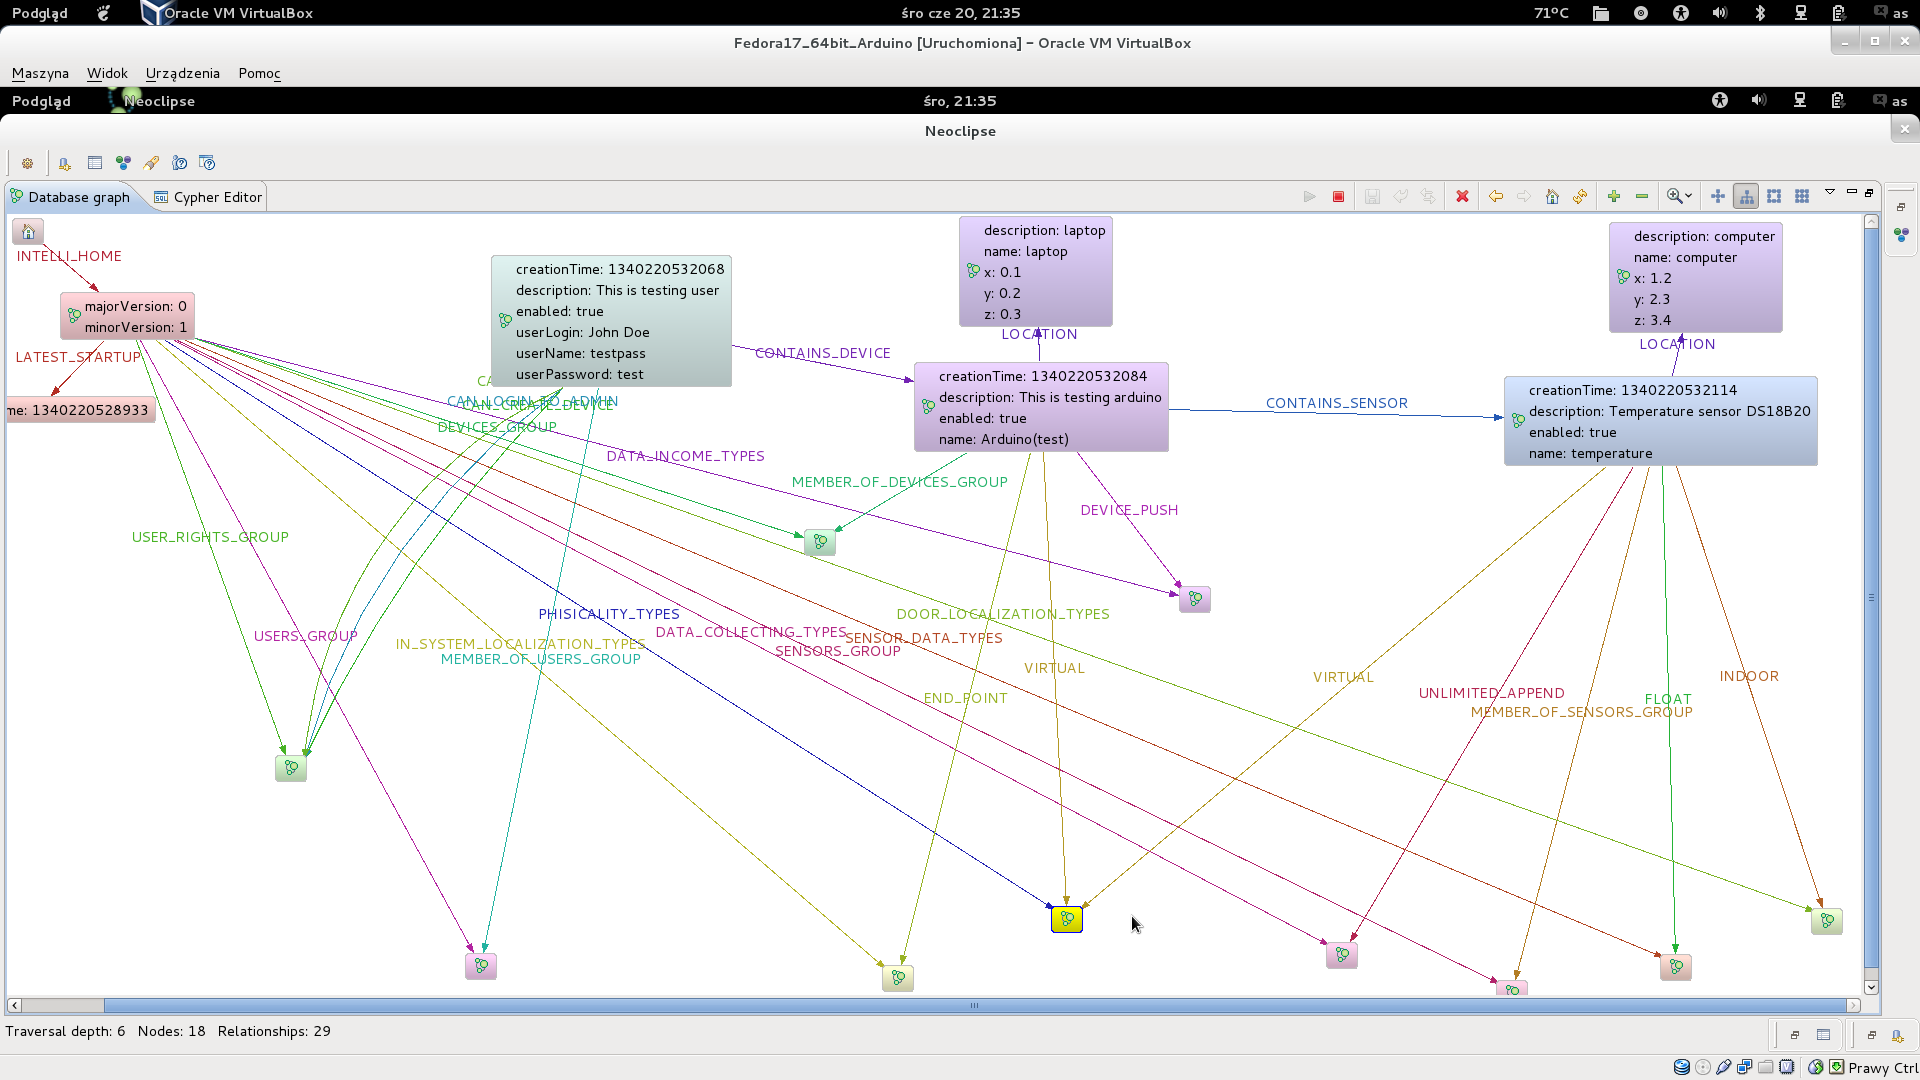 Podgląd
Oracle VM VirtualBox
śro cze 20, 21:35
71°C
as
Fedora17_64bit_Arduino [Uruchomiona] – Oracle VM VirtualBox
Maszyna Widok Urządzenia Pomoc
Podgląd
Neoclipse
śro, 21:35
as
Neoclipse
Database graph
Cypher Editor
INTELLI_HOME
majorVersion: 0
minorVersion: 1
LATEST_STARTUP
me: 1340220528933
creationTime: 1340220532068
description: This is testing user
enabled: true
userLogin: John Doe
userName: testpass
userPassword: test
CONTAINS_DEVICE
description: laptop
name: laptop
x: 0.1
y: 0.2
z: 0.3
LOCATION
creationTime: 1340220532084
description: This is testing arduino
enabled: true
name: Arduino(test)
CONTAINS_SENSOR
description: computer
name: computer
x: 1.2
y: 2.3
z: 3.4
LOCATION
creationTime: 1340220532114
description: Temperature sensor DS18B20
enabled: true
name: temperature
CAN_LOGIN_TO_ADMIN
CAN_CREATE_DEVICE
DEVICES_GROUP
DATA_INCOME_TYPES
MEMBER_OF_DEVICES_GROUP
DEVICE_PUSH
USER_RIGHTS_GROUP
USERS_GROUP
PHISICALITY_TYPES
IN_SYSTEM_LOCALIZATION_TYPES
MEMBER_OF_USERS_GROUP
DATA_COLLECTING_TYPES
SENSORS_GROUP
SENSOR_DATA_TYPES
DOOR_LOCALIZATION_TYPES
VIRTUAL
END_POINT
VIRTUAL
UNLIMITED_APPEND
MEMBER_OF_SENSORS_GROUP
FLOAT
INDOOR
Traversal depth: 6 Nodes: 18 Relationships: 29
Prawy Ctrl